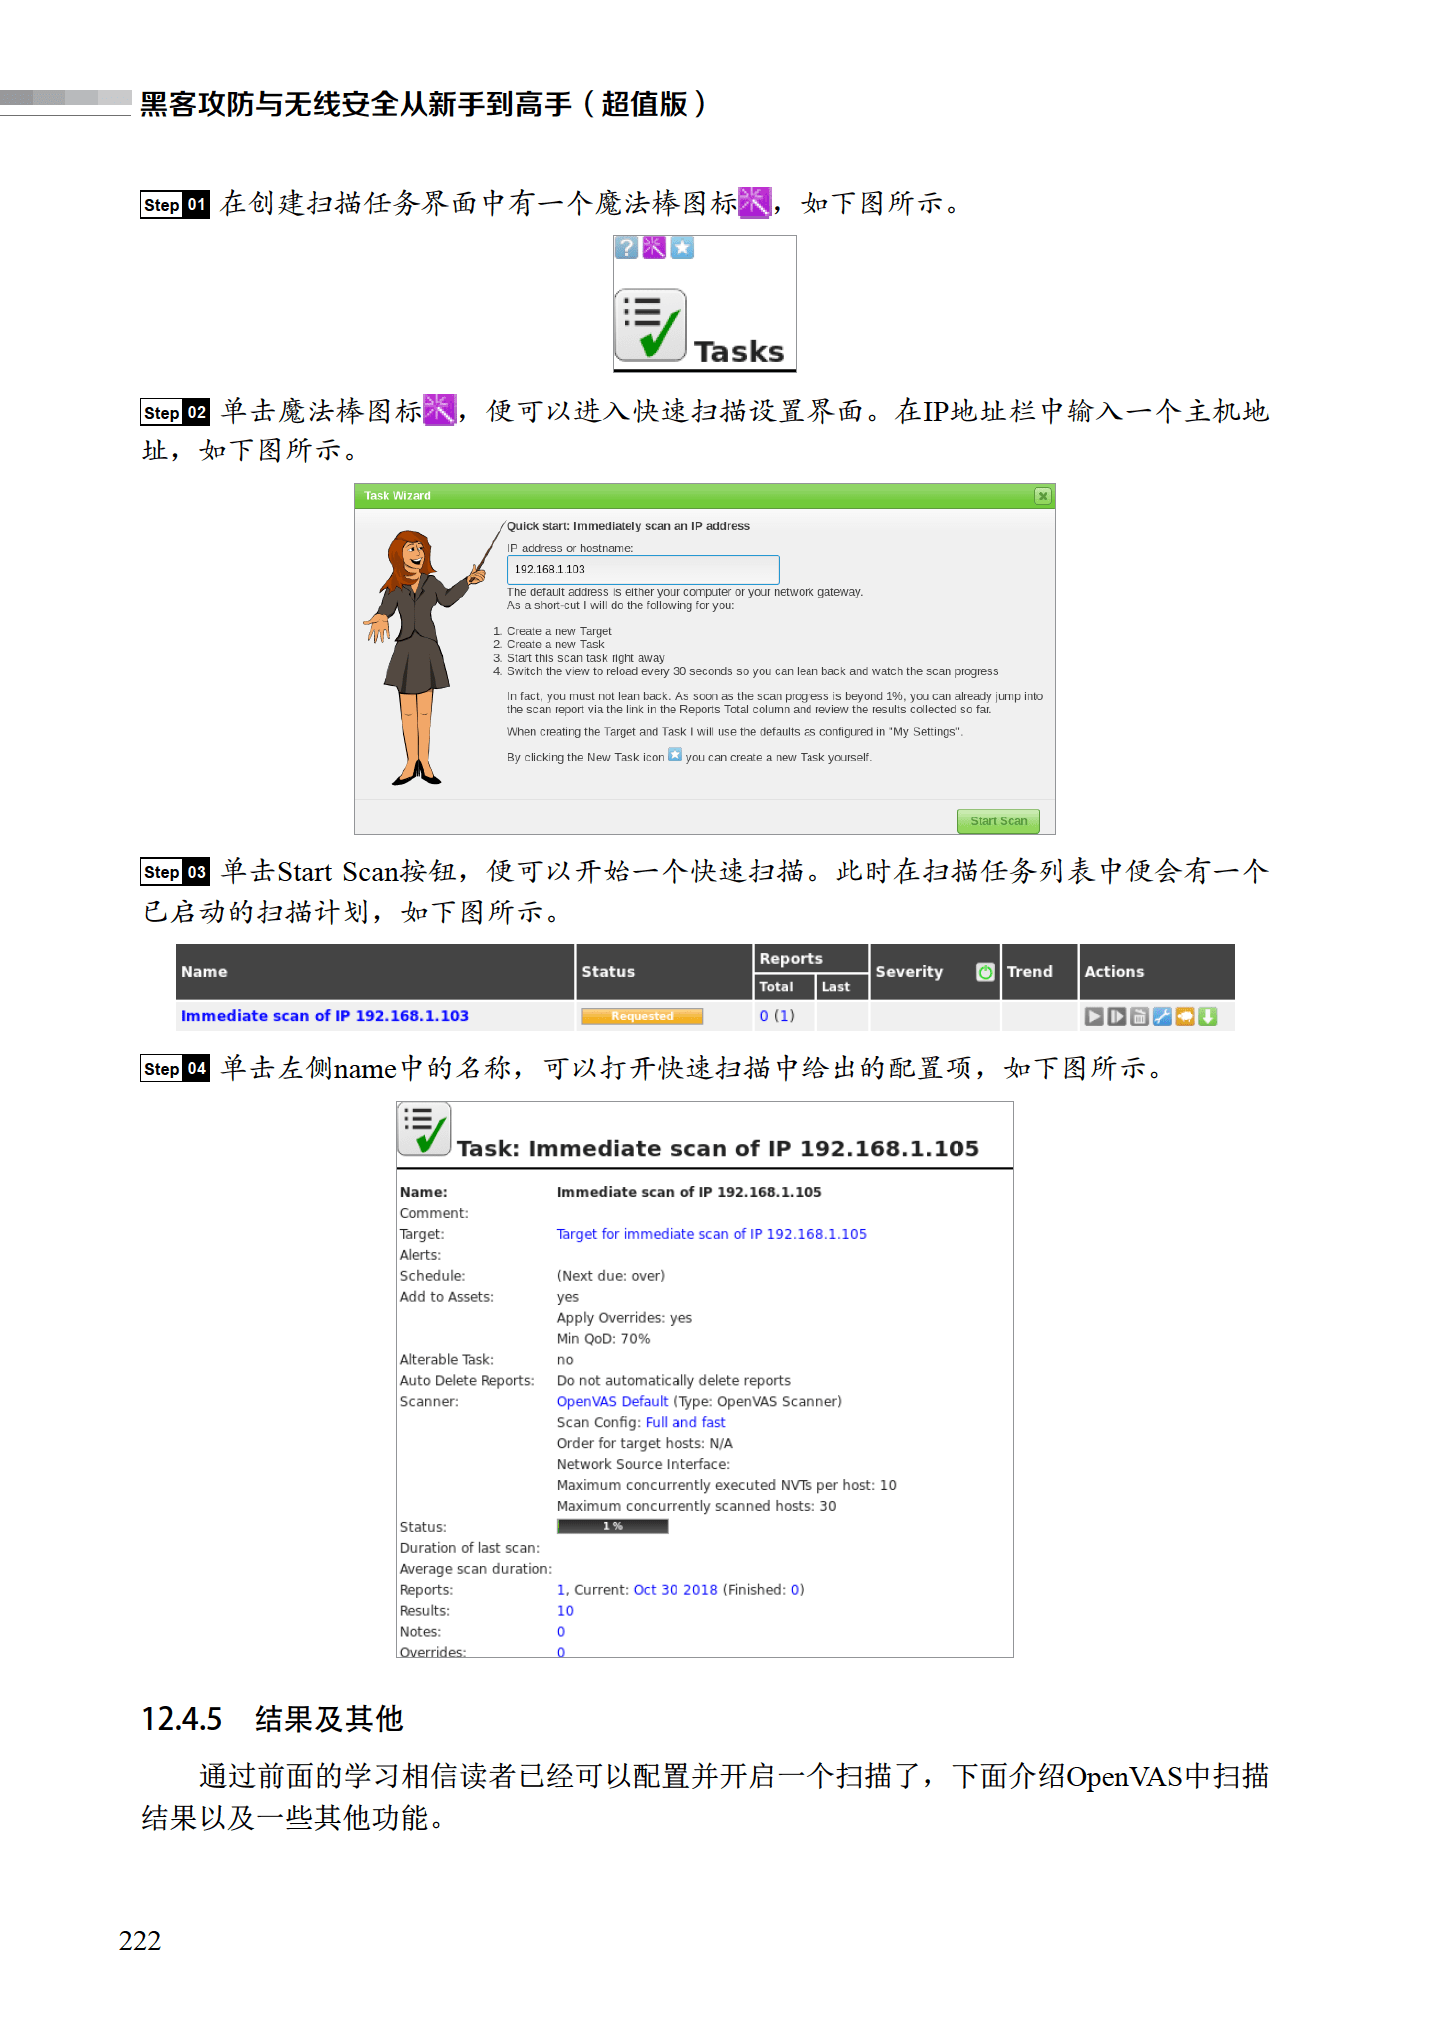 黑客攻防与无线安全从新手到高手（超值版）
Step 01 在创建扫描任务界面中有一个魔法棒图标，如下图所示。
Tasks
Step 02 单击魔法棒图标，便可以进入快速扫描设置界面。在IP地址栏中输入一个主机地
址，如下图所示。
Task Wizard
Quick start: Immediately scan an IP address
IP address or hostname:
192.168.1.103
The default address is either your computer or your network gateway.
As a short-cut I will do the following for you:
1. Create a new Target
2. Create a new Task
3. Start this scan task right away
4. Switch the view to reload every 30 seconds so you can lean back and watch the scan progress
In fact, you must not lean back. As soon as the scan progress is beyond 1%, you can already jump into
the scan report via the link in the Reports Total column and review the results collected so far.
When creating the Target and Task I will use the defaults as configured in "My Settings".
By clicking the New Task icon you can create a new Task yourself.
Start Scan
Step 03 单击Start Scan按钮，便可以开始一个快速扫描。此时在扫描任务列表中便会有一个
已启动的扫描计划，如下图所示。
Name Status Reports Severity Trend Actions
Total Last
Immediate scan of IP 192.168.1.103 Requested 0 (1)
Step 04 单击左侧name中的名称，可以打开快速扫描中给出的配置项，如下图所示。
Task: Immediate scan of IP 192.168.1.105
Name: Immediate scan of IP 192.168.1.105
Comment:
Target: Target for immediate scan of IP 192.168.1.105
Alerts:
Schedule: (Next due: over)
Add to Assets: yes
Apply Overrides: yes
Min QoD: 70%
Alterable Task: no
Auto Delete Reports: Do not automatically delete reports
Scanner: OpenVAS Default (Type: OpenVAS Scanner)
Scan Config: Full and fast
Order for target hosts: N/A
Network Source Interface:
Maximum concurrently executed NVTs per host: 10
Maximum concurrently scanned hosts: 30
Status: 1 %
Duration of last scan:
Average scan duration:
Reports: 1, Current: Oct 30 2018 (Finished: 0)
Results: 10
Notes: 0
Overrides: 0
12.4.5 结果及其他
通过前面的学习相信读者已经可以配置并开启一个扫描了，下面介绍OpenVAS中扫描
结果以及一些其他功能。
222